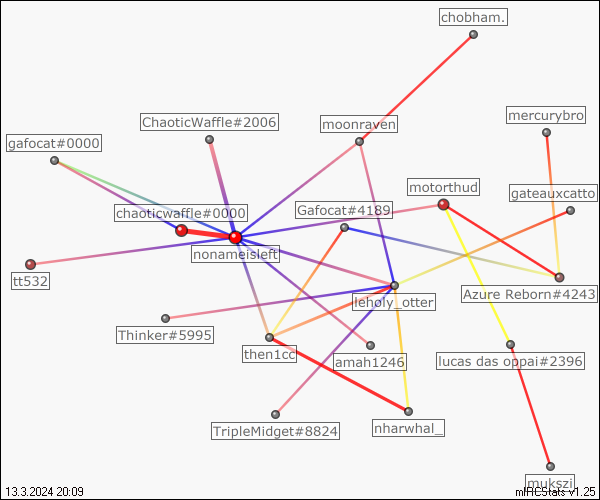 chobham.
mercurybro
ChaoticWaffle#2006
moonraven
gafocat#0000
motorthud
gateauxcatto
chaoticwaffle#0000
Gafocat#4189
nonameisleft
tt532
Azure Reborn#4243
leholy_otter
Thinker#5995
then1cc
amah1246
lucas das oppai#2396
TripleMidget#8824
nharwhal_
mukszi
13.3.2024 20:09
mIRCStats v1.25